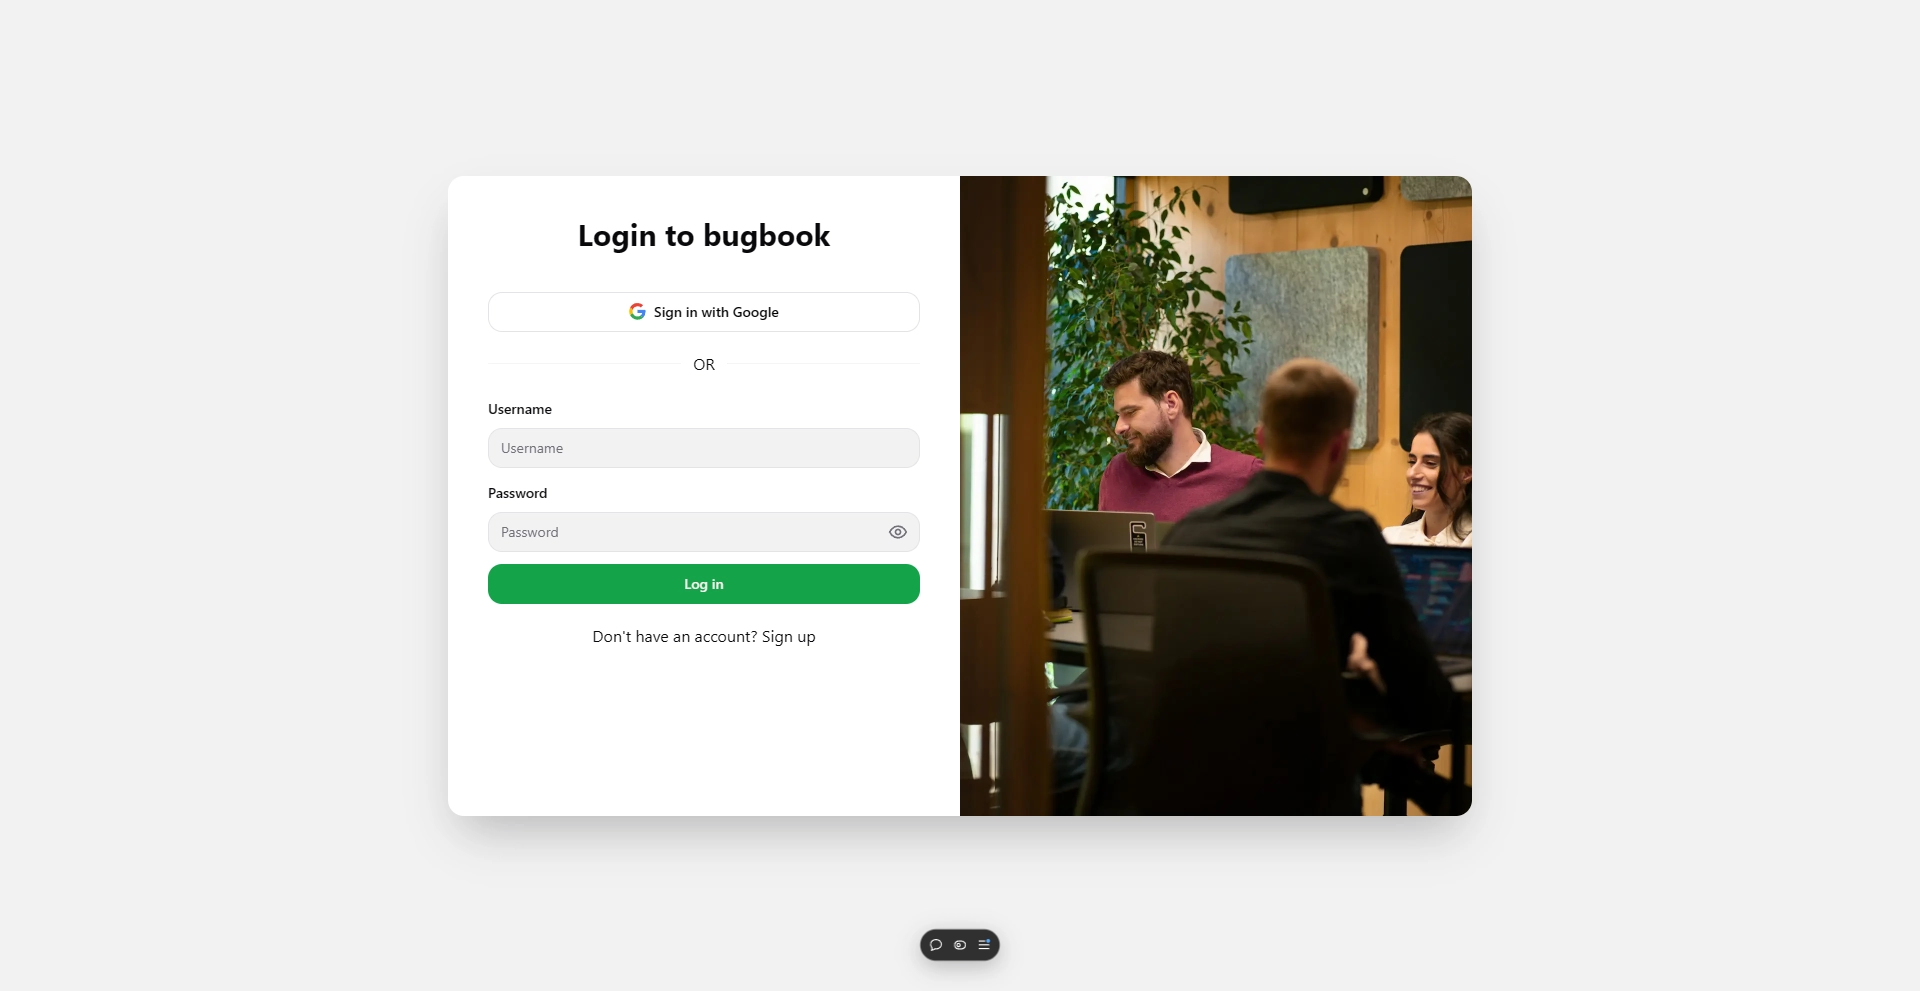 Login to bugbook
Sign in with Google
OR
Username
Username
Password
Password
Log in
Don't have an account? Sign up